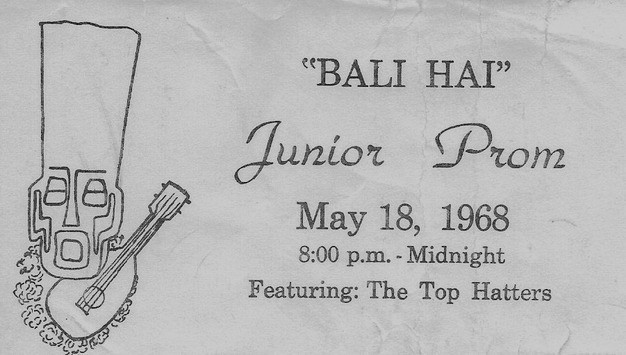 “BALI HAI”
Junior Prom
May 18, 1968
8:00 p.m. - Midnight
Featuring: The Top Hatters